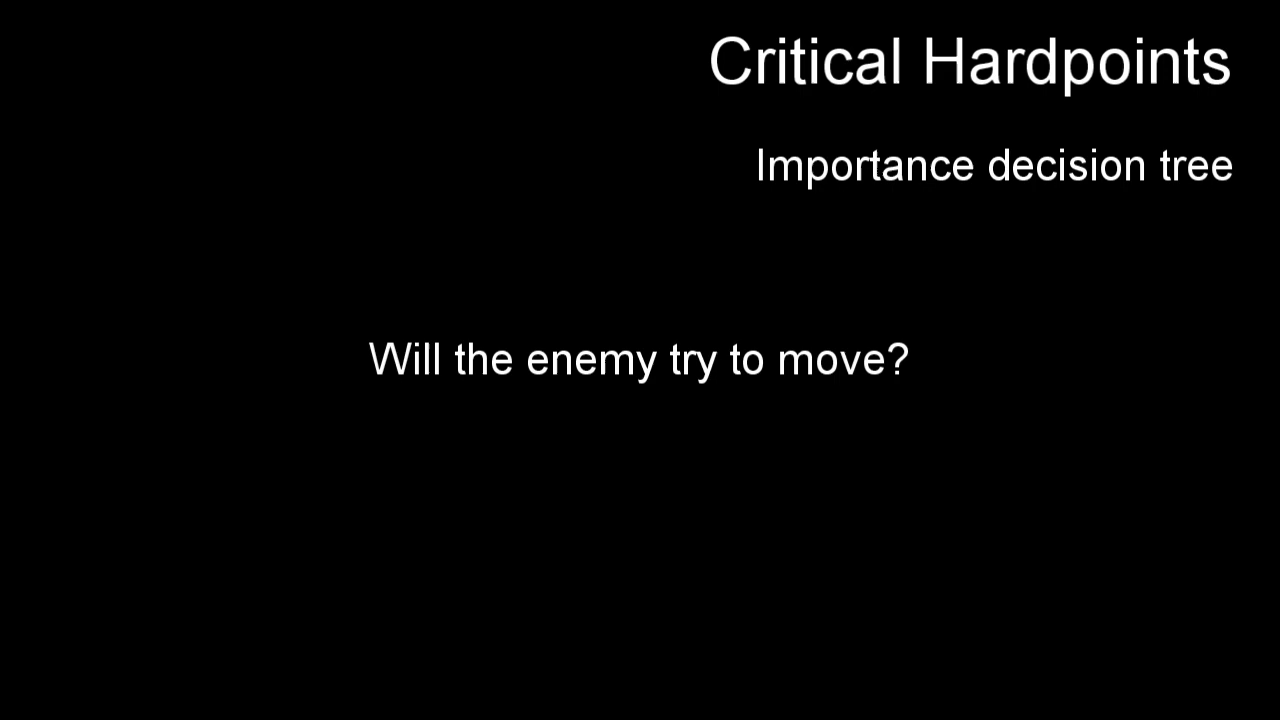 Critical Hardpoints
Importance decision tree
Will the enemy try to move?